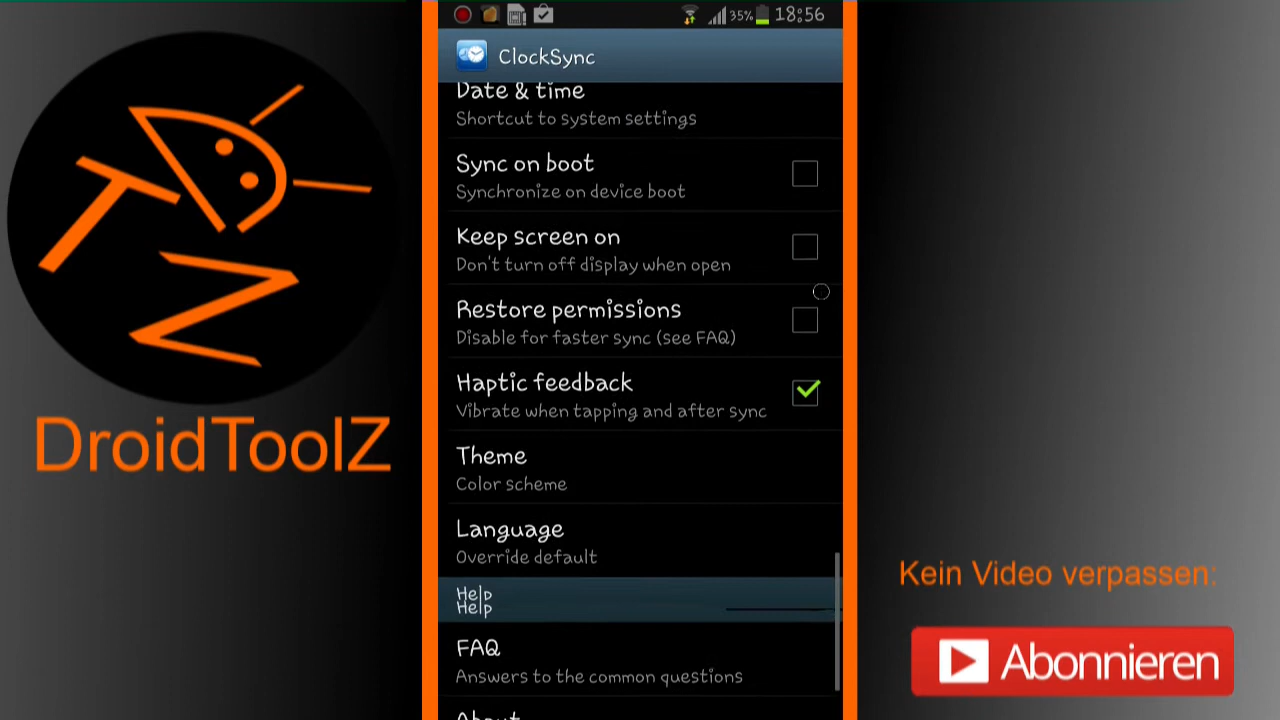 35% 18:56
ClockSync
Date & time
Shortcut to system settings
Sync on boot
Synchronize on device boot
Keep screen on
Don't turn off display when open
Restore permissions
Disable for faster sync (see FAQ)
Haptic feedback
Vibrate when tapping and after sync
Theme
Color scheme
Language
Override default
Help
Help
FAQ
Answers to the common questions
About
DroidToolZ
Kein Video verpassen:
Abonnieren